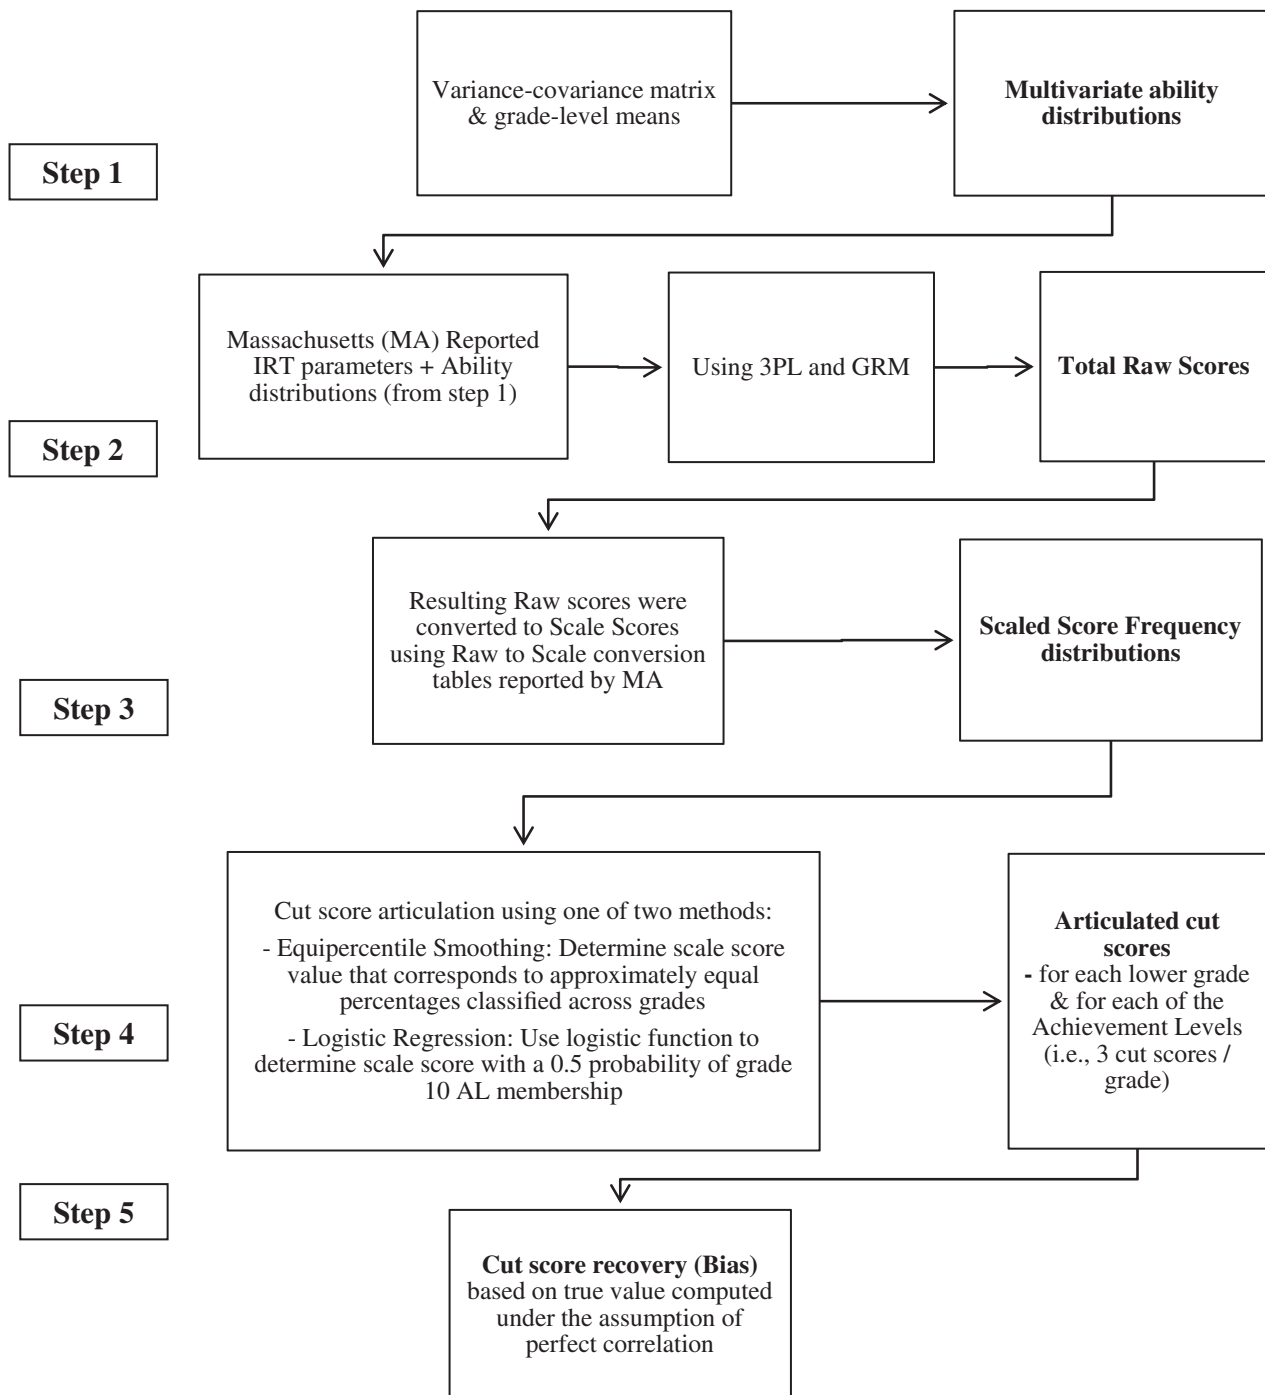 Variance-covariance matrix
& grade-level means
Multivariate ability
distributions
Step 1
Massachusetts (MA) Reported
IRT parameters + Ability
distributions (from step 1)
Using 3PL and GRM
Total Raw Scores
Step 2
Resulting Raw scores were
converted to Scale Scores
using Raw to Scale conversion
tables reported by MA
Scaled Score Frequency
distributions
Step 3
Cut score articulation using one of two methods:
- Equipercentile Smoothing: Determine scale score
value that corresponds to approximately equal
percentages classified across grades
- Logistic Regression: Use logistic function to
determine scale score with a 0.5 probability of grade
10 AL membership
Articulated cut
scores
- for each lower grade
& for each of the
Achievement Levels
(i.e., 3 cut scores /
grade)
Step 4
Step 5
Cut score recovery (Bias)
based on true value computed
under the assumption of
perfect correlation